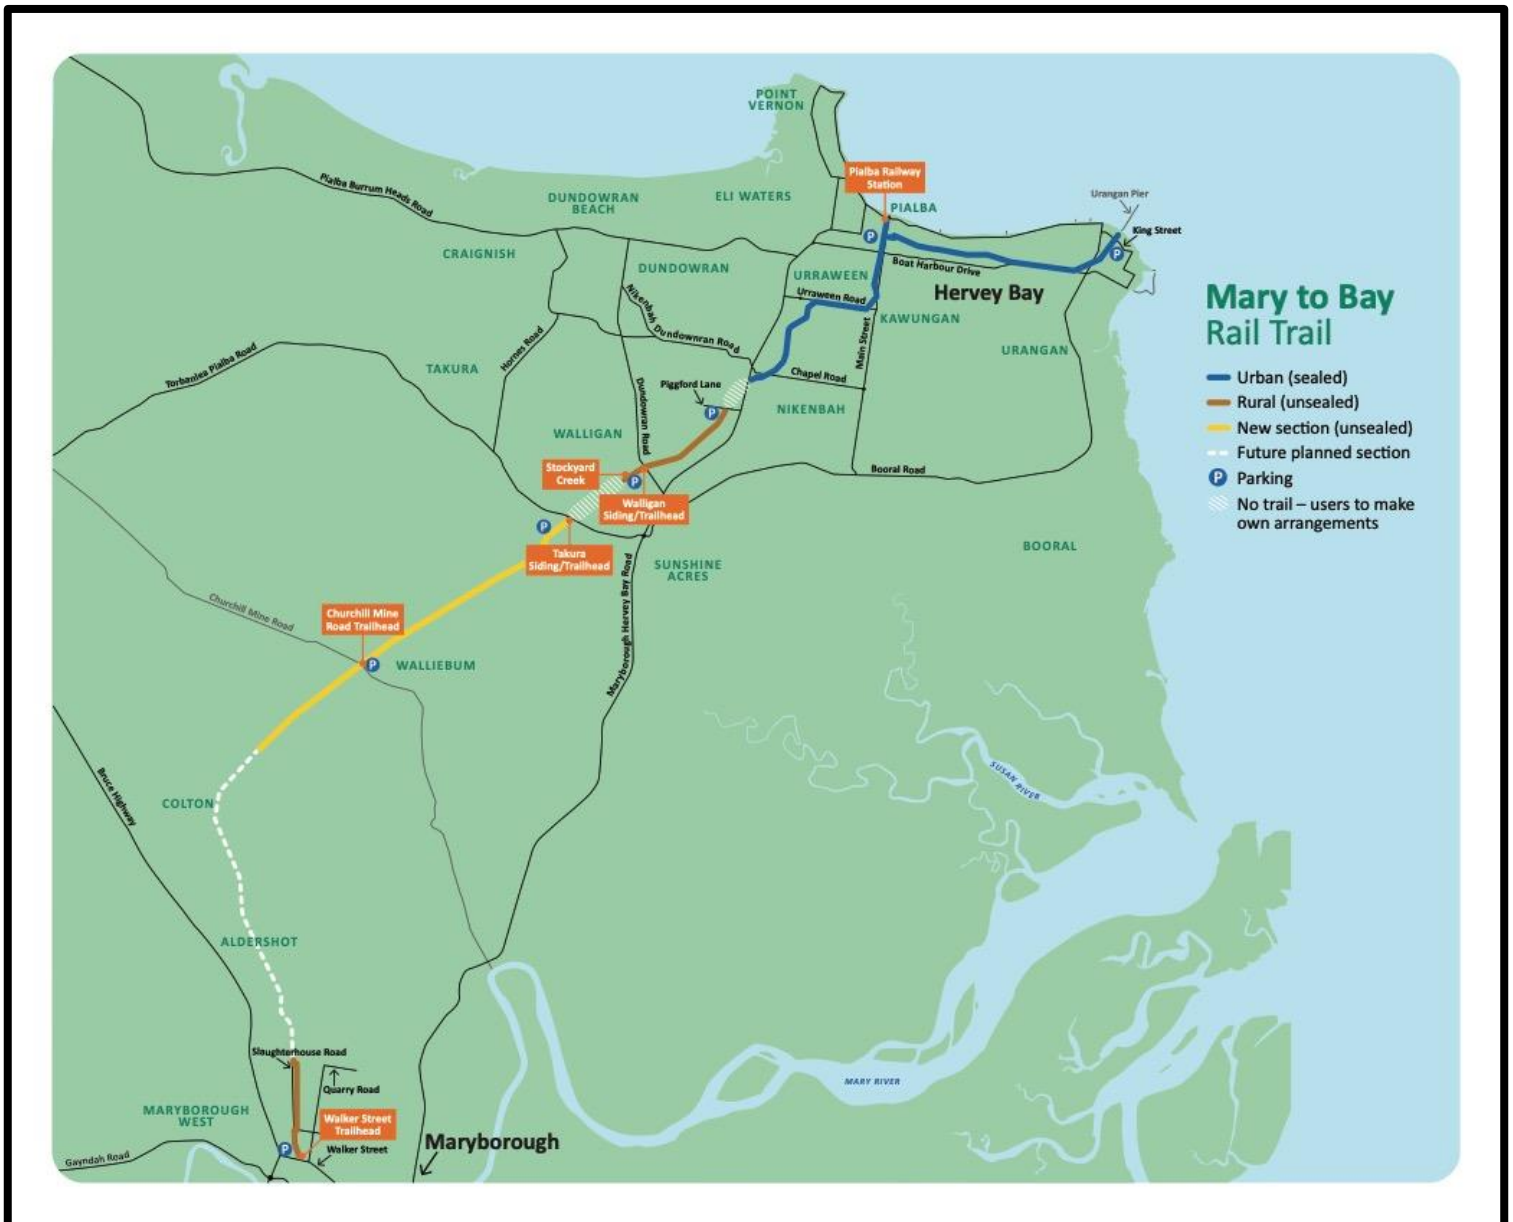 POINT
VERNON
Pialba Railway
Station
Urangan Pier
Pialba Burrum Heads Road
DUNDOWRAN
BEACH
ELI WATERS
PIALBA
P
King Street
P
CRAIGNISH
DUNDOWRAN
URRAWEEN
Boat Harbour Drive
Hervey Bay
Mary to Bay
Rail Trail
Nikenbah Dundownran Road
Urraween Road
KAWUNGAN
Main Street
URANGAN
Hornes Road
Torbanlea Pialba Road
TAKURA
Chapel Road
Piggford Lane
P
NIKENBAH
Dundowran Road
WALLIGAN
Urban (sealed)
Rural (unsealed)
New section (unsealed)
Future planned section
P
Parking
No trail – users to make
own arrangements
Stockyard
Creek
P
Booral Road
Walligan
Siding/Trailhead
P
Takura
Siding/Trailhead
SUNSHINE
ACRES
BOORAL
Maryborough Hervey Bay Road
Churchill Mine Road
Churchill Mine
Road Trailhead
P
WALLIEBUM
SUSAN RIVER
Bruce Highway
COLTON
ALDERSHOT
Slaughterhouse Road
Quarry Road
MARY RIVER
MARYBOROUGH
WEST
Walker Street
Trailhead
P
Walker Street
Maryborough
Gayndah Road